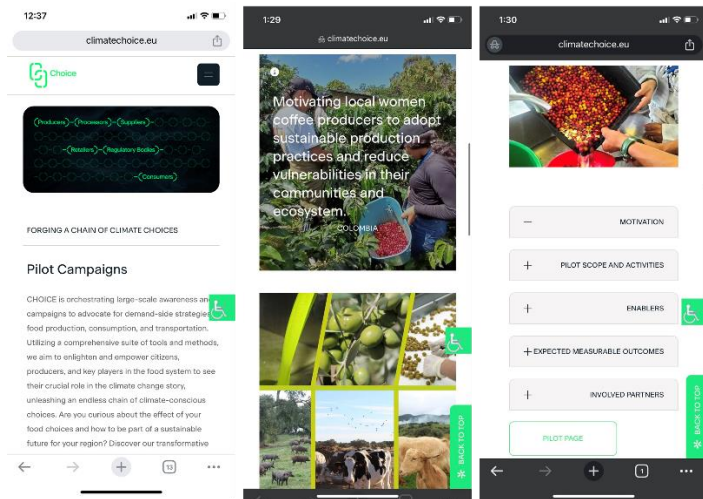 12:37
climatechoice.eu
Choice
Producers Processors Suppliers
Retailers Regulatory Bodies
Consumers
FORGING A CHAIN OF CLIMATE CHOICES
Pilot Campaigns
CHOICE is orchestrating large-scale awareness
campaigns to advocate for demand-side strategies
food production, consumption, and transportation.
Utilizing a comprehensive suite of tools and methods,
we aim to enlighten and empower citizens,
producers, and key players in the food system to see
their crucial role in the climate change story,
unleashing an endless chain of climate-conscious
choices. Are you curious about the effect of your
food choices and how to be part of a sustainable
future for your region? Discover our transformative
13
1:29
climatechoice.eu
Motivating local women
coffee producers to adopt
sustainable production
practices and reduce
vulnerabilities in their
communities and
ecosystem.
COLOMBIA
BACK TO TOP
1:30
climatechoice.eu
MOTIVATION
PILOT SCOPE AND ACTIVITIES
ENABLERS
EXPECTED MEASURABLE OUTCOMES
INVOLVED PARTNERS
PILOT PAGE
BACK TO TOP
1